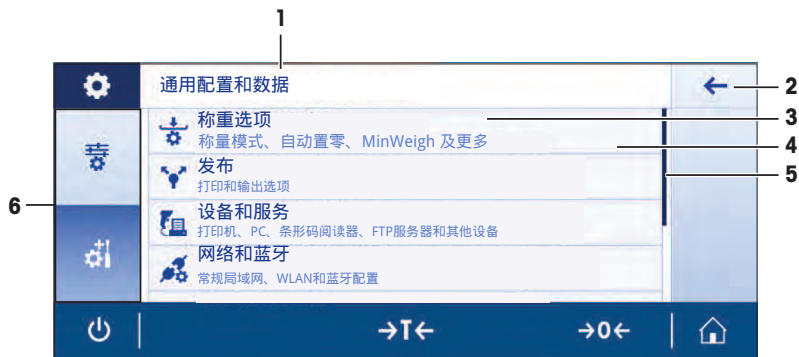 1
通用配置和数据
2
称重选项
3
称量模式、自动置零、MinWeigh 及更多
4
发布
5
打印和输出选项
设备和服务
6
打印机、PC、条形码阅读器、FTP服务器和其他设备
网络和蓝牙
常规局域网、WLAN和蓝牙配置
→T←
→0←